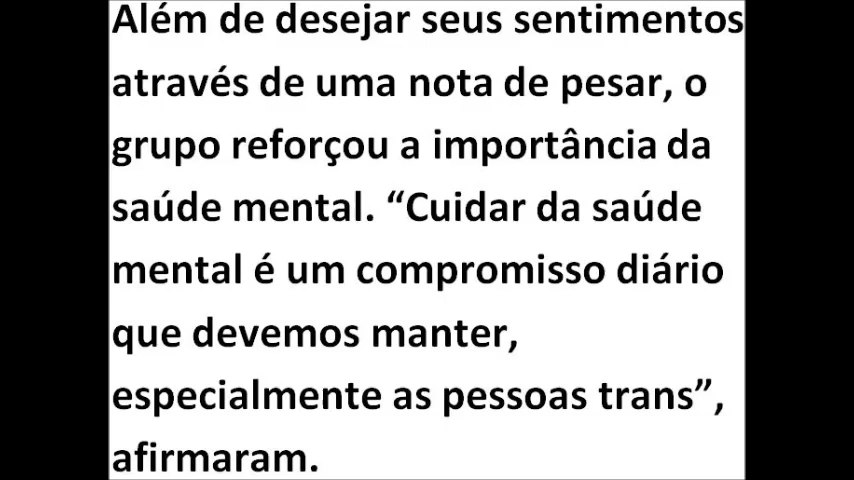 Além de desejar seus sentimentos
através de uma nota de pesar, o
grupo reforçou a importância da
saúde mental. “Cuidar da saúde
mental é um compromisso diário
que devemos manter,
especialmente as pessoas trans”,
afirmaram.